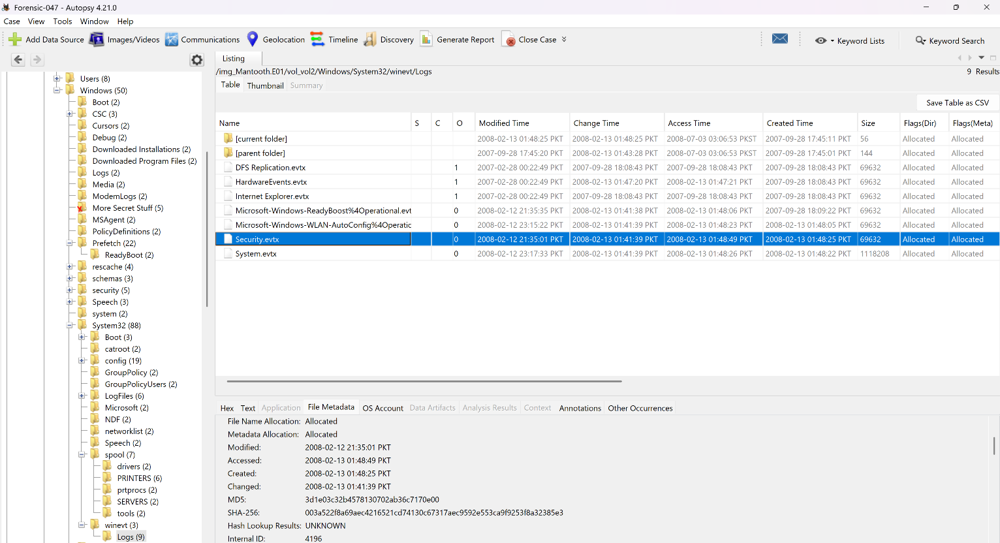 Forensic-047 - Autopsy 4.21.0
Case View Tools Window Help
Add Data Source Images/Videos Communications Geolocation Timeline Discovery Generate Report Close Case Keyword Lists Keyword Search
Listing
/img_Mantooth.E01/vol_vol2/Windows/System32/winevt/Logs 9 Results
Table Thumbnail Summary
Save Table as CSV
Users (8)
Windows (50)
Boot (2)
CSC (3)
Cursors (2)
Debug (2)
Downloaded Installations (2)
Downloaded Program Files (2)
Logs (2)
Media (2)
ModemLogs (2)
More Secret Stuff (5)
MSAgent (2)
PolicyDefinitions (2)
Prefetch (22)
ReadyBoot (2)
rescache (4)
schemas (3)
security (5)
Speech (3)
system (2)
System32 (88)
Boot (3)
catroot (2)
config (19)
GroupPolicy (2)
GroupPolicyUsers (2)
LogFiles (6)
Microsoft (2)
NDF (2)
networklist (2)
Speech (2)
spool (7)
drivers (2)
PRINTERS (6)
prtprocs (2)
SERVERS (2)
tools (2)
winevt (3)
Logs (9)
Name S C O Modified Time Change Time Access Time Created Time Size Flags(Dir) Flags(Meta)
[current folder] 2008-02-13 01:48:25 PKT 2008-02-13 01:48:25 PKT 2008-07-03 03:06:53 PKST 2007-09-28 17:45:11 PKT 56 Allocated Allocated
[parent folder] 2007-09-28 17:45:20 PKT 2008-02-13 01:43:28 PKT 2008-07-03 03:06:53 PKST 2007-09-28 17:45:01 PKT 144 Allocated Allocated
DFS Replication.evtx 1 2007-02-28 00:22:49 PKT 2007-09-28 18:08:43 PKT 2007-09-28 18:08:43 PKT 2007-09-28 18:08:43 PKT 69632 Allocated Allocated
HardwareEvents.evtx 1 2007-02-28 00:22:49 PKT 2008-02-13 01:47:20 PKT 2008-02-13 01:47:21 PKT 2007-09-28 18:08:43 PKT 69632 Allocated Allocated
Internet Explorer.evtx 1 2007-02-28 00:22:49 PKT 2007-09-28 18:08:43 PKT 2007-09-28 18:08:43 PKT 2007-09-28 18:08:43 PKT 69632 Allocated Allocated
Microsoft-Windows-ReadyBoost%4Operational.evt 0 2008-02-12 21:35:35 PKT 2008-02-13 01:41:38 PKT 2008-02-13 01:48:06 PKT 2007-09-28 18:09:22 PKT 69632 Allocated Allocated
Microsoft-Windows-WLAN-AutoConfig%4Operatic 0 2008-02-12 23:15:22 PKT 2008-02-13 01:41:39 PKT 2008-02-13 01:48:23 PKT 2008-02-13 01:48:05 PKT 69632 Allocated Allocated
Security.evtx 0 2008-02-12 21:35:01 PKT 2008-02-13 01:41:39 PKT 2008-02-13 01:48:49 PKT 2008-02-13 01:48:25 PKT 69632 Allocated Allocated
System.evtx 0 2008-02-12 23:17:33 PKT 2008-02-13 01:41:39 PKT 2008-02-13 01:48:26 PKT 2008-02-13 01:48:22 PKT 1118208 Allocated Allocated
Hex Text Application File Metadata OS Account Data Artifacts Analysis Results Context Annotations Other Occurrences
File Name Allocation: Allocated
Metadata Allocation: Allocated
Modified: 2008-02-12 21:35:01 PKT
Accessed: 2008-02-13 01:48:49 PKT
Created: 2008-02-13 01:48:25 PKT
Changed: 2008-02-13 01:41:39 PKT
MD5: 3d1e03c32b4578130702ab36c7170e00
SHA-256: 003a522f8a69aec4216521cd74130c67317aec9592e553ca9f9253f8a32385e3
Hash Lookup Results: UNKNOWN
Internal ID: 4196